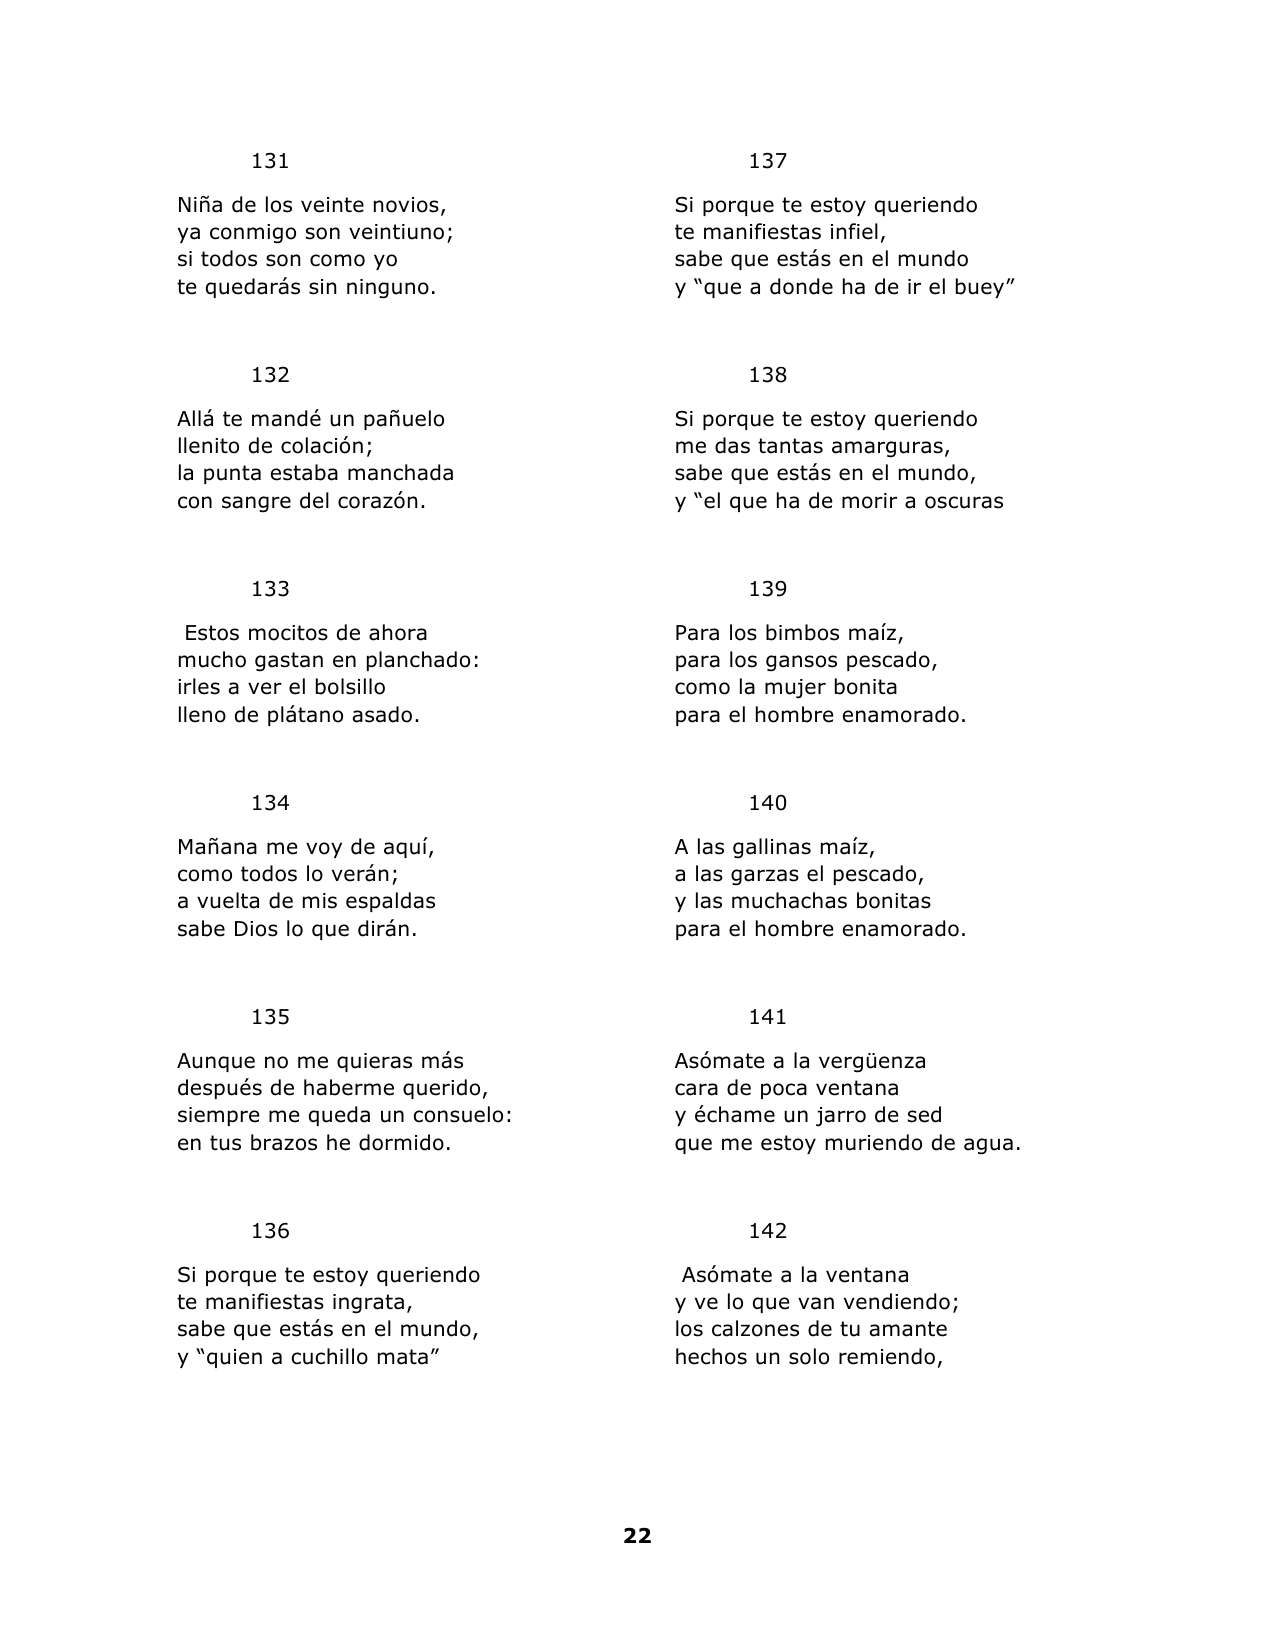 131
Niña de los veinte novios,
ya conmigo son veintiuno;
si todos son como yo
te quedarás sin ninguno.
132
Allá te mandé un pañuelo
llenito de colación;
la punta estaba manchada
con sangre del corazón.
133
Estos mocitos de ahora
mucho gastan en planchado:
irles a ver el bolsillo
lleno de plátano asado.
134
Mañana me voy de aquí,
como todos lo verán;
a vuelta de mis espaldas
sabe Dios lo que dirán.
135
Aunque no me quieras más
después de haberme querido,
siempre me queda un consuelo:
en tus brazos he dormido.
136
Si porque te estoy queriendo
te manifiestas ingrata,
sabe que estás en el mundo,
y “quien a cuchillo mata”
137
Si porque te estoy queriendo
te manifiestas infiel,
sabe que estás en el mundo
y “que a donde ha de ir el buey”
138
Si porque te estoy queriendo
me das tantas amarguras,
sabe que estás en el mundo,
y “el que ha de morir a oscuras
139
Para los bimbos maíz,
para los gansos pescado,
como la mujer bonita
para el hombre enamorado.
140
A las gallinas maíz,
a las garzas el pescado,
y las muchachas bonitas
para el hombre enamorado.
141
Asómate a la vergüenza
cara de poca ventana
y échame un jarro de sed
que me estoy muriendo de agua.
142
Asómate a la ventana
y ve lo que van vendiendo;
los calzones de tu amante
hechos un solo remiendo,
22